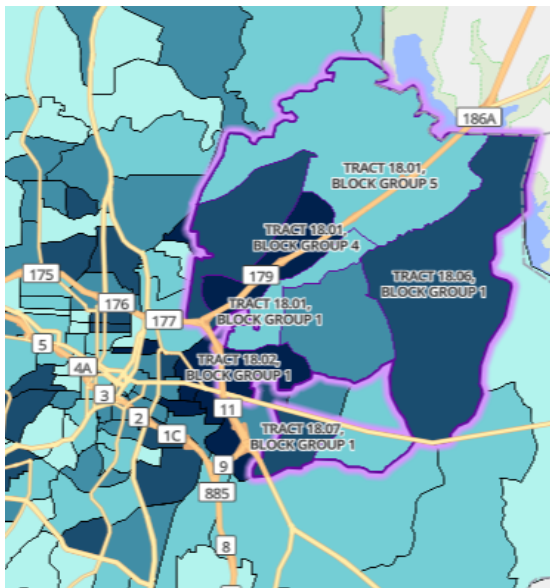 186A
TRACT 18.01,
BLOCK GROUP 5
TRACT 18.01,
BLOCK GROUP 4
175
179
TRACT 18.06,
BLOCK GROUP 1
176
TRACT 18.01,
BLOCK GROUP 1
177
5
TRACT 18.02,
BLOCK GROUP 1
4A
3
11
2
1C
TRACT 18.07,
BLOCK GROUP 1
9
885
8